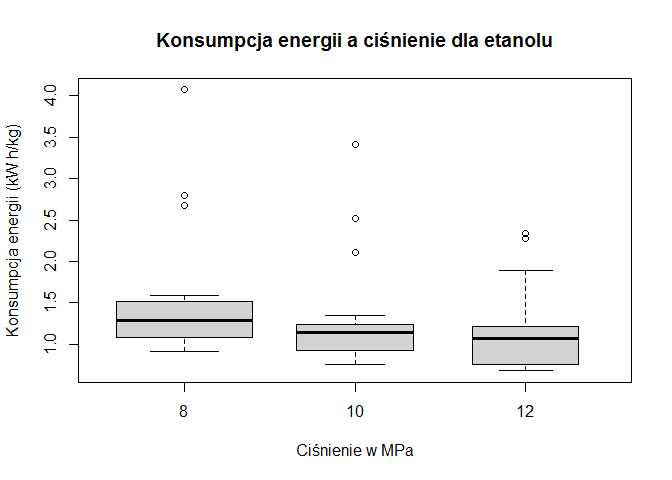 Konsumpcja energii a ciśnienie dla etanolu
Konsumpcja energii (kW h/kg)
4.0
3.5
3.0
2.5
2.0
1.5
1.0
8 10 12
Ciśnienie w MPa